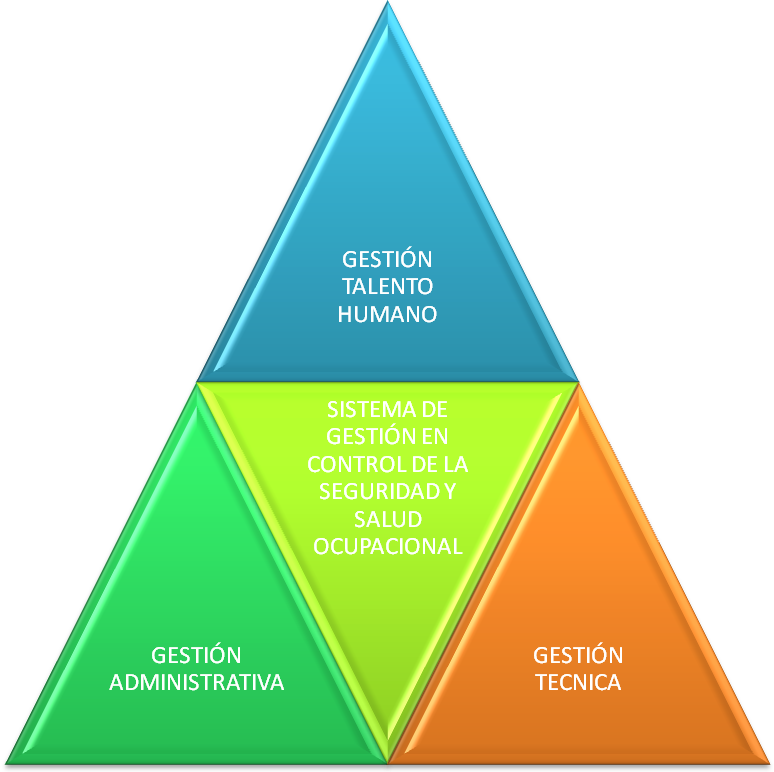 GESTIÓN
TALENTO
HUMANO
SISTEMA DE
GESTIÓN EN
CONTROL DE LA
SEGURIDAD Y
SALUD
OCUPACIONAL
GESTIÓN
ADMINISTRATIVA
GESTIÓN
TECNICA